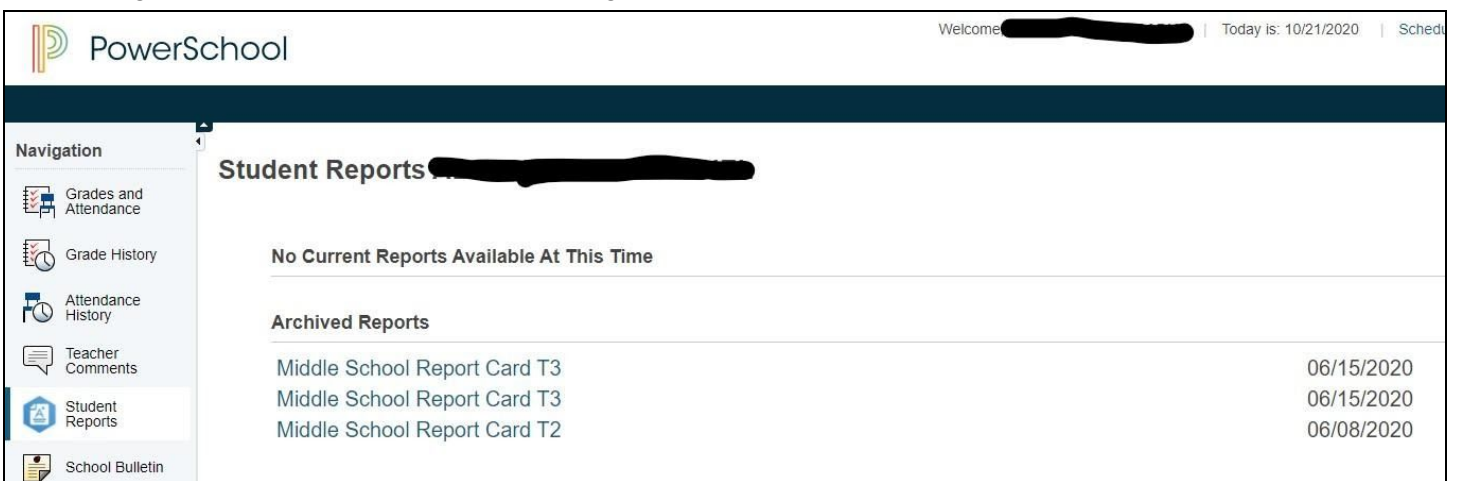 PowerSchool
Welcome | Today is: 10/21/2020 |
Navigation
Student Reports
Grades and
Attendance
Grade History
No Current Reports Available At This Time
Attendance
History
Archived Reports
Teacher
Comments
Middle School Report Card T3 06/15/2020
Middle School Report Card T3 06/15/2020
Student
Reports
Middle School Report Card T2 06/08/2020
School Bulletin